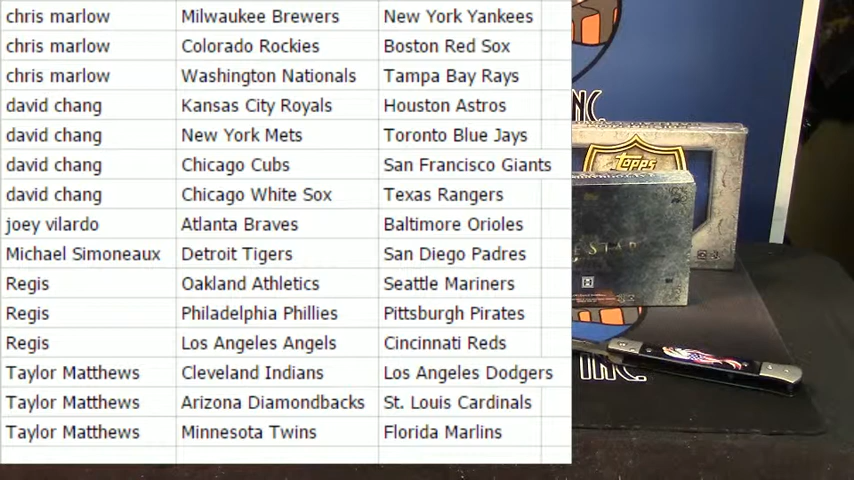 chris marlow Milwaukee Brewers New York Yankees
chris marlow Colorado Rockies Boston Red Sox
chris marlow Washington Nationals Tampa Bay Rays
david chang Kansas City Royals Houston Astros
david chang New York Mets Toronto Blue Jays
david chang Chicago Cubs San Francisco Giants
david chang Chicago White Sox Texas Rangers
joey vilardo Atlanta Braves Baltimore Orioles
Michael Simoneaux Detroit Tigers San Diego Padres
Regis Oakland Athletics Seattle Mariners
Regis Philadelphia Phillies Pittsburgh Pirates
Regis Los Angeles Angels Cincinnati Reds
Taylor Matthews Cleveland Indians Los Angeles Dodgers
Taylor Matthews Arizona Diamondbacks St. Louis Cardinals
Taylor Matthews Minnesota Twins Florida Marlins
INC.
topps
INC.